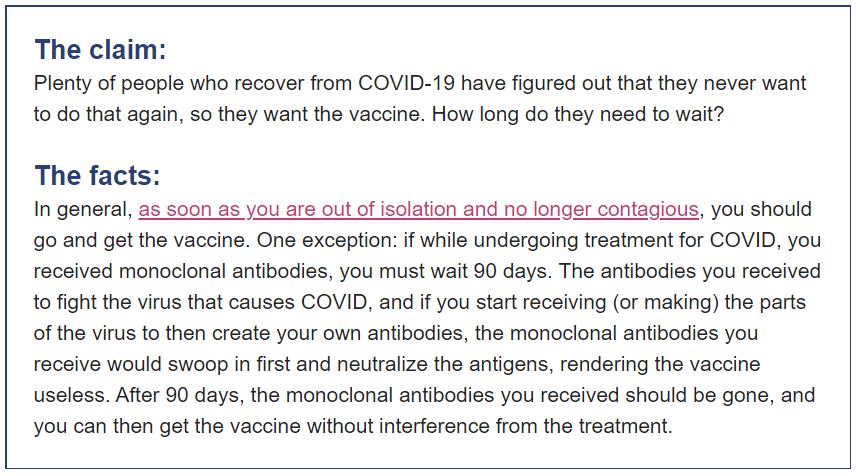 The claim:
Plenty of people who recover from COVID-19 have figured out that they never want
to do that again, so they want the vaccine. How long do they need to wait?
The facts:
In general, as soon as you are out of isolation and no longer contagious, you should
go and get the vaccine. One exception: if while undergoing treatment for COVID, you
received monoclonal antibodies, you must wait 90 days. The antibodies you received
to fight the virus that causes COVID, and if you start receiving (or making) the parts
of the virus to then create your own antibodies, the monoclonal antibodies you
receive would swoop in first and neutralize the antigens, rendering the vaccine
useless. After 90 days, the monoclonal antibodies you received should be gone, and
you can then get the vaccine without interference from the treatment.